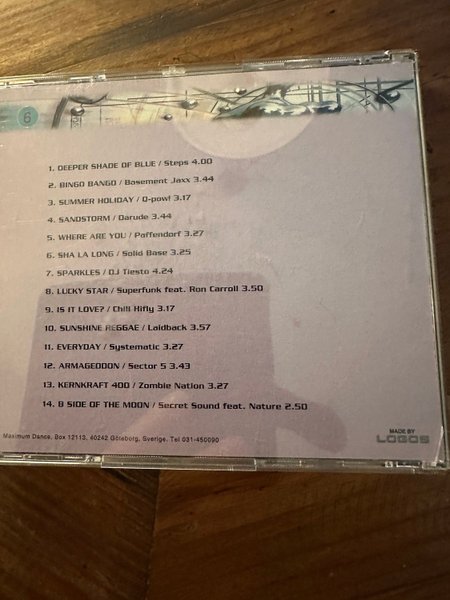 6
1. DEEPER SHADE OF BLUE / Steps 4.00
2. BINGO BANGO / Basement Jaxx 3.44
3. SUMMER HOLIDAY / Q-pow! 3.17
4. SANDSTORM / Darude 3.44
5. WHERE ARE YOU / Paffendorf 3.27
6. SHA LA LONG / Solid Base 3.25
7. SPARKLES / DJ Tiesto 4.24
8. LUCKY STAR / Superfunk feat. Ron Carroll 3.50
9. IS IT LOVE? / Chili Hifly 3.17
10. SUNSHINE REGGAE / Laidback 3.57
11. EVERYDAY / Systematic 3.27
12. ARMAGEDDON / Sector 5 3.43
13. KERNKRAFT 400 / Zombie Nation 3.27
14. B SIDE OF THE MOON / Secret Sound feat. Nature 2.50
Maximum Dance, Box 12113, 40242 Göteborg, Sverige. Tel 031-450090
MADE BY
LOGOS